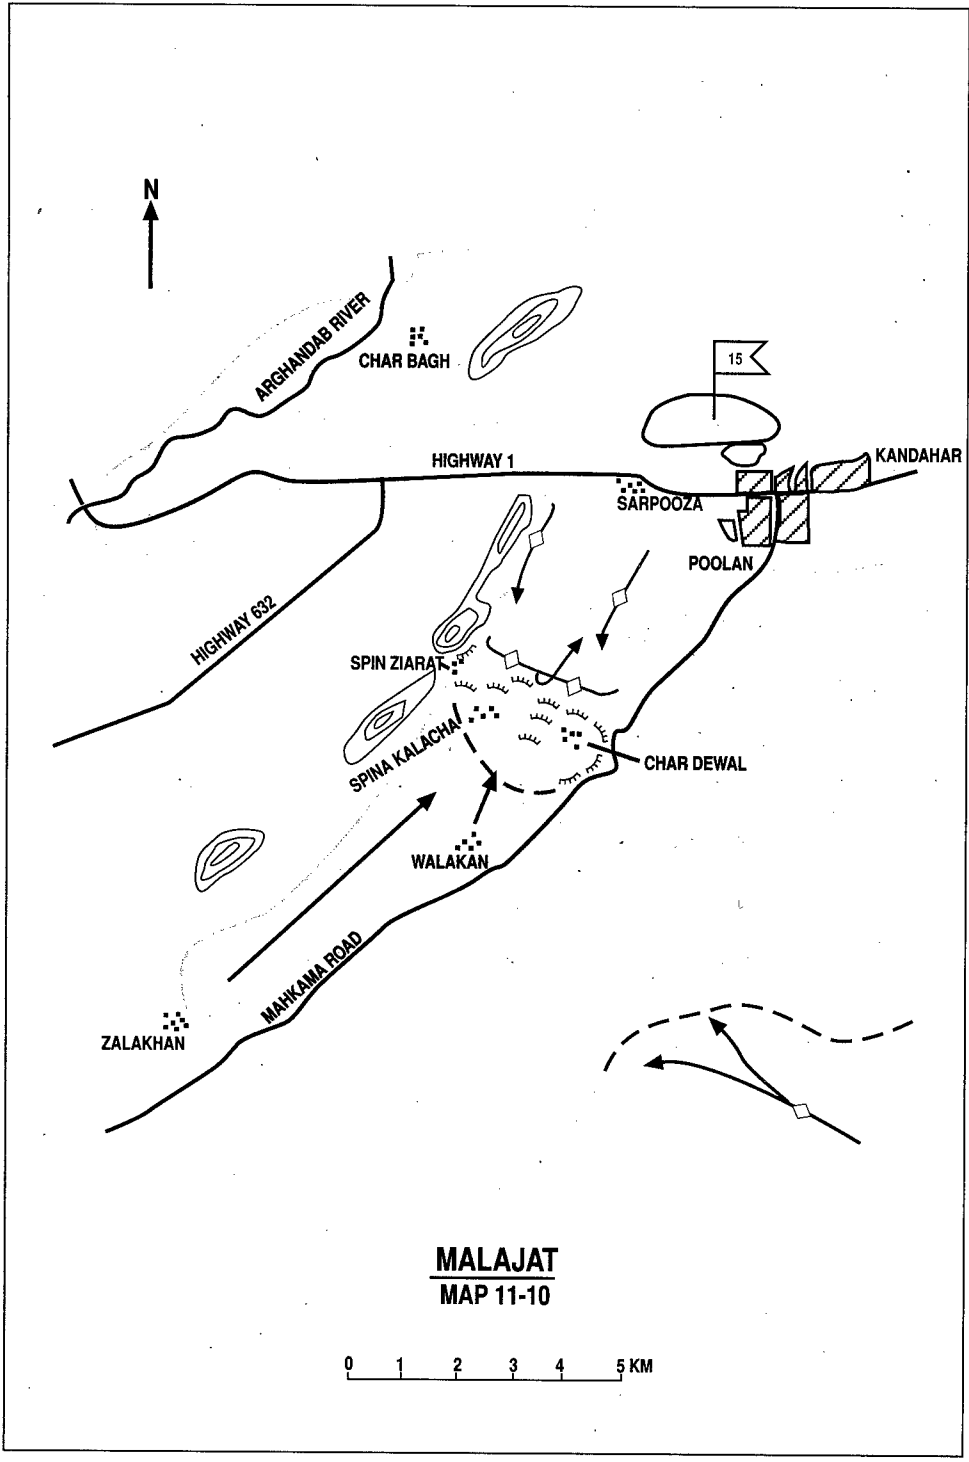 N
ARGHANDAB RIVER
CHAR BAGH
15
HIGHWAY 1
KANDAHAR
SARPOOZA
POOLAN
HIGHWAY 632
SPIN ZIARAT
SPINA KALACHA
CHAR DEWAL
WALAKAN
MAHKAMA ROAD
ZALAKHAN
MALAJAT
MAP 11-10
0 1 2 3 4 5 KM